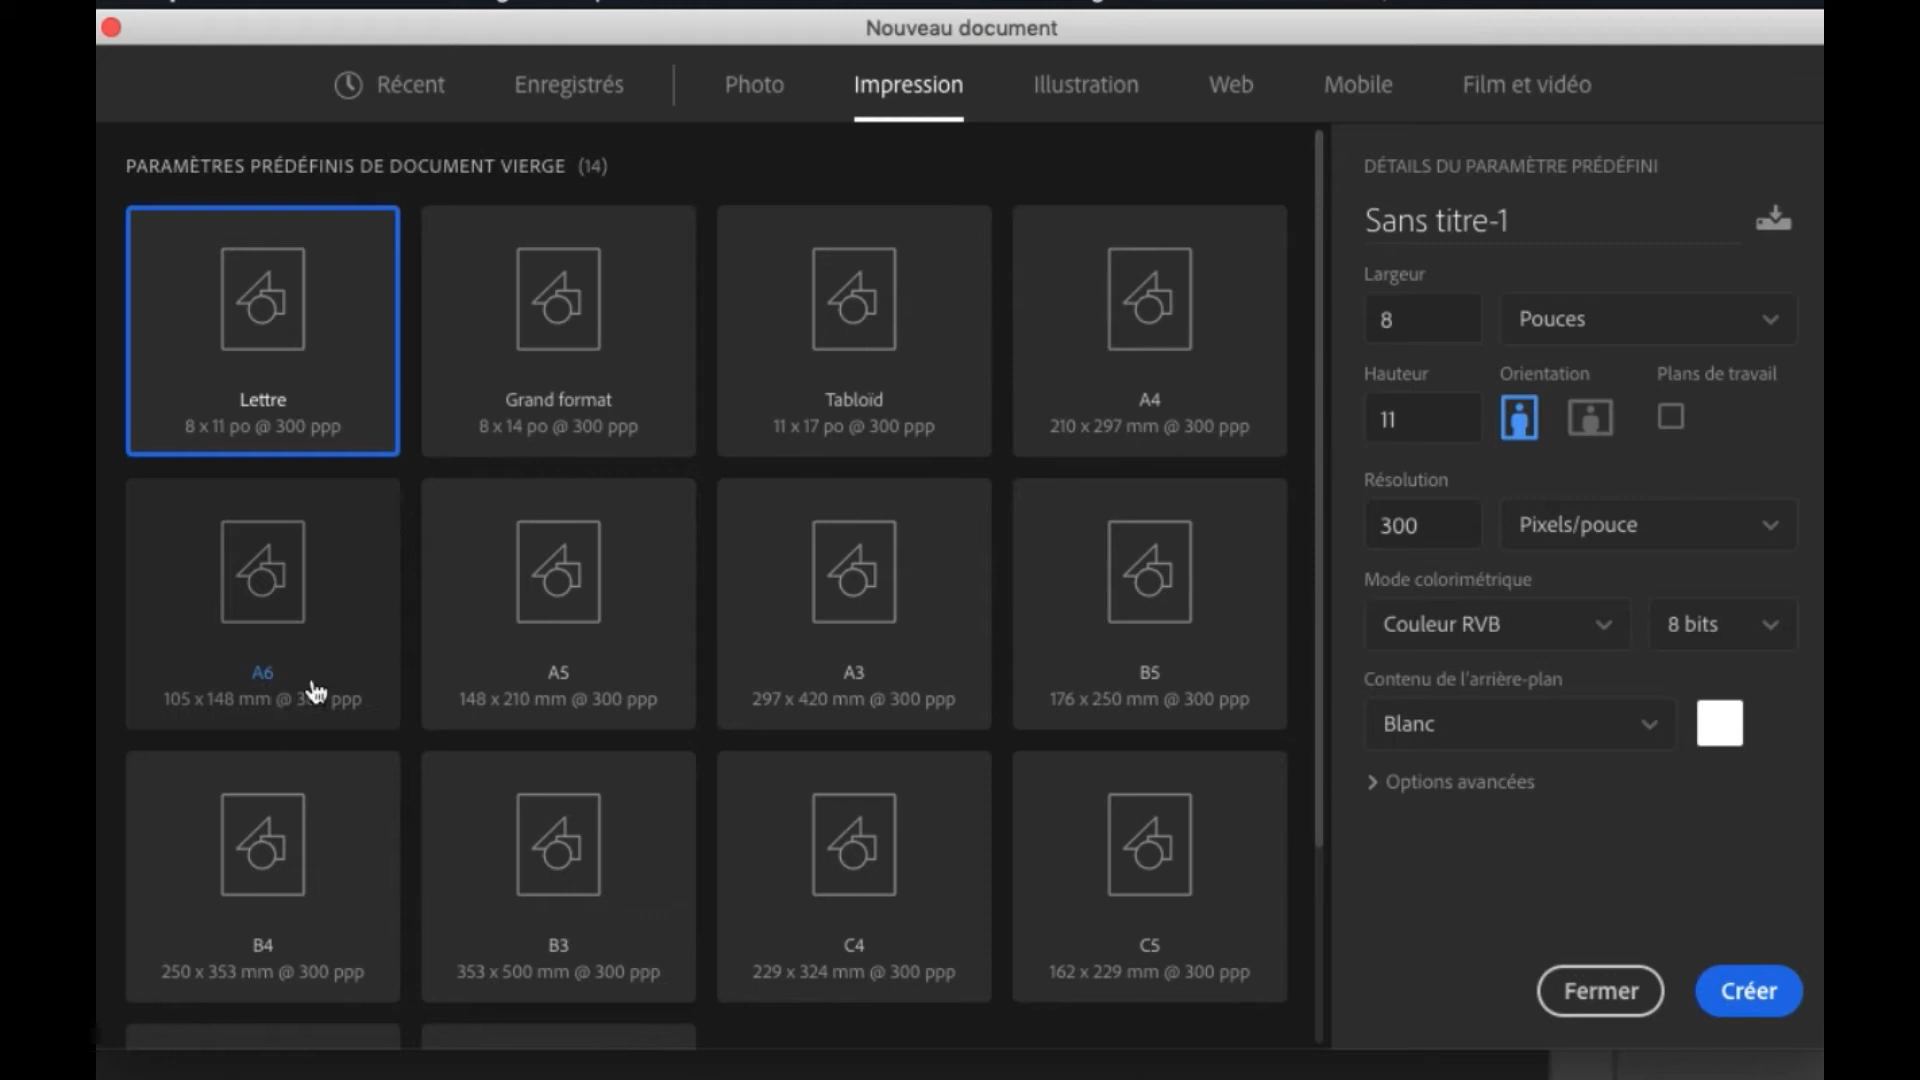 Nouveau document
Récent Enregistrés Photo Impression Illustration Web Mobile Film et vidéo
PARAMÈTRES PRÉDÉFINIS DE DOCUMENT VIERGE (14)
Lettre
8 x 11 po @ 300 ppp
Grand format
8 x 14 po @ 300 ppp
Tabloïd
11 x 17 po @ 300 ppp
A4
210 x 297 mm @ 300 ppp
A6
105 x 148 mm @ 300 ppp
A5
148 x 210 mm @ 300 ppp
A3
297 x 420 mm @ 300 ppp
B5
176 x 250 mm @ 300 ppp
B4
250 x 353 mm @ 300 ppp
B3
353 x 500 mm @ 300 ppp
C4
229 x 324 mm @ 300 ppp
C5
162 x 229 mm @ 300 ppp
DÉTAILS DU PARAMÈTRE PRÉDÉFINI
Sans titre-1
Largeur
8 Pouces
Hauteur Orientation Plans de travail
11
Résolution
300 Pixels/pouce
Mode colorimétrique
Couleur RVB 8 bits
Contenu de l'arrière-plan
Blanc
Options avancées
Fermer Créer